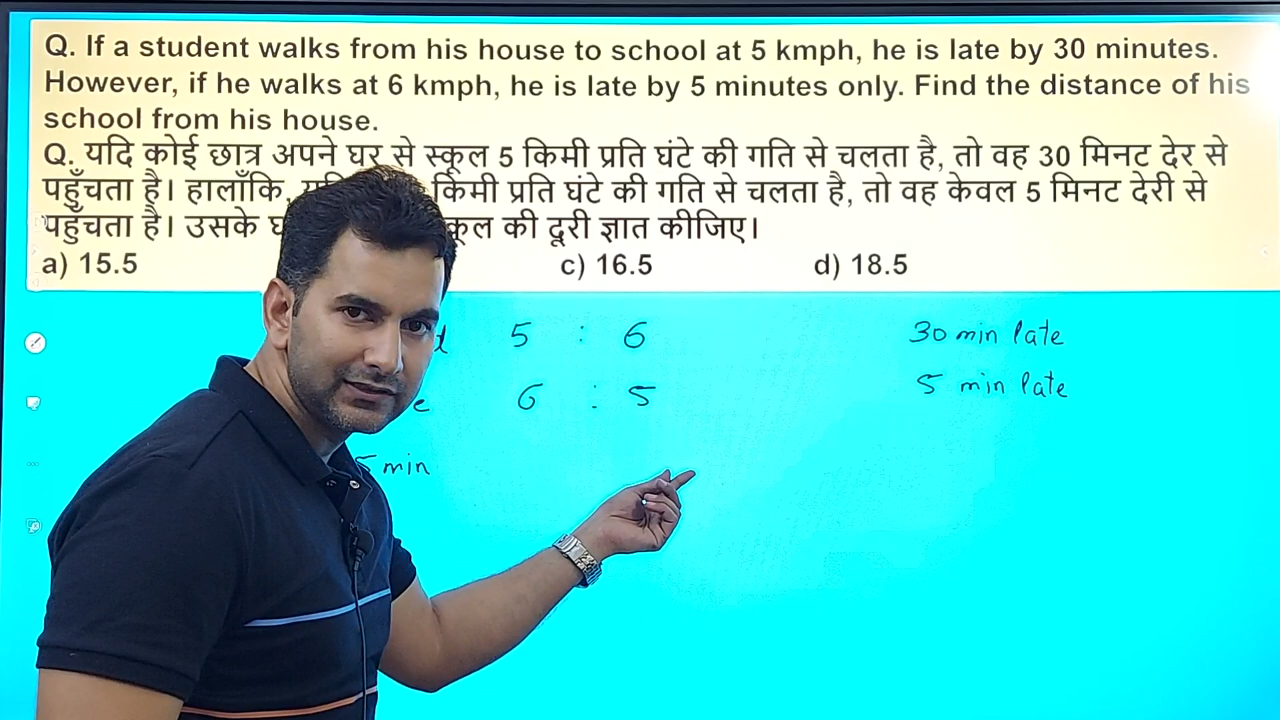 Q. If a student walks from his house to school at 5 kmph, he is late by 30 minutes.
However, if he walks at 6 kmph, he is late by 5 minutes only. Find the distance of his
school from his house.
Q. यदि कोई छात्र अपने घर से स्कूल 5 किमी प्रति घंटे की गति से चलता है, तो वह 30 मिनट देर से
पहुँचता है। हालाँकि, किमी प्रति घंटे की गति से चलता है, तो वह केवल 5 मिनट देरी से
पहुँचता है। उसके की दूरी ज्ञात कीजिए।
a) 15.5 c) 16.5 d) 18.5
5 : 6 30 min late
6 : 5 5 min late
min